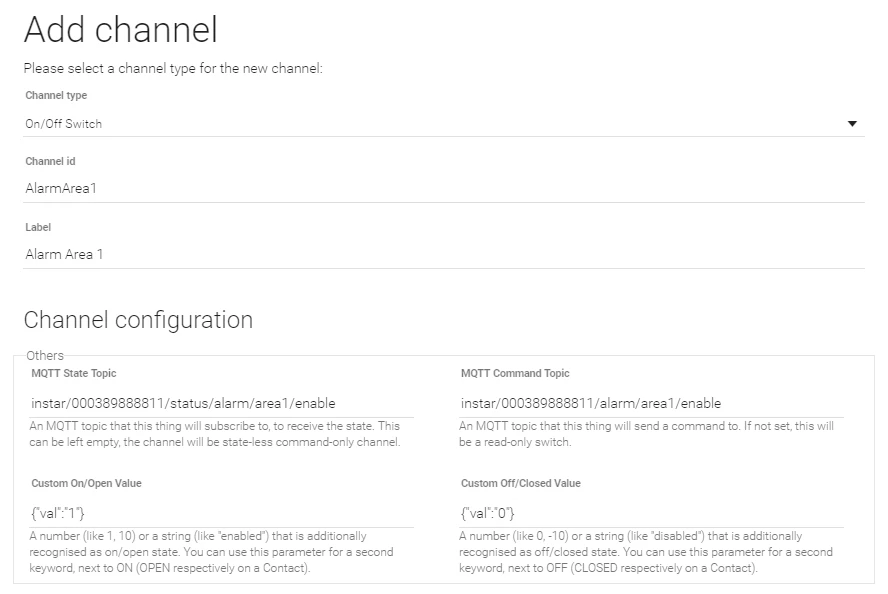 Add channel
Please select a channel type for the new channel:
Channel type
On/Off Switch
Channel id
AlarmArea1
Label
Alarm Area 1
Channel configuration
Others
MQTT State Topic
instar/000389888811/status/alarm/area1/enable
An MQTT topic that this thing will subscribe to, to receive the state. This
can be left empty, the channel will be state-less command-only channel.
MQTT Command Topic
instar/000389888811/alarm/area1/enable
An MQTT topic that this thing will send a command to. If not set, this will
be a read-only switch.
Custom On/Open Value
{"val":"1"}
A number (like 1, 10) or a string (like "enabled") that is additionally
recognised as on/open state. You can use this parameter for a second
keyword, next to ON (OPEN respectively on a Contact).
Custom Off/Closed Value
{"val":"0"}
A number (like 0, -10) or a string (like "disabled") that is additionally
recognised as off/closed state. You can use this parameter for a second
keyword, next to OFF (CLOSED respectively on a Contact).